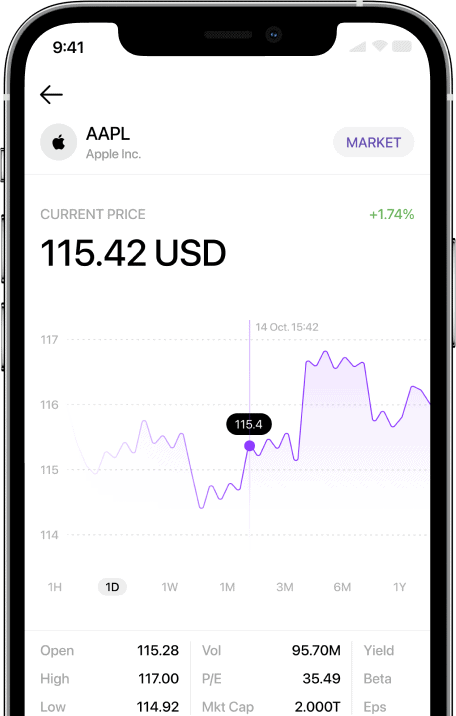 9:41
AAPL
Apple Inc.
MARKET
CURRENT PRICE
+1.74%
115.42 USD
14 Oct. 15:42
117
116
115.4
115
114
1H 1D 1W 1M 3M 6M 1Y
Open 115.28 Vol 95.70M Yield
High 117.00 P/E 35.49 Beta
Low 114.92 Mkt Cap 2.000T Eps